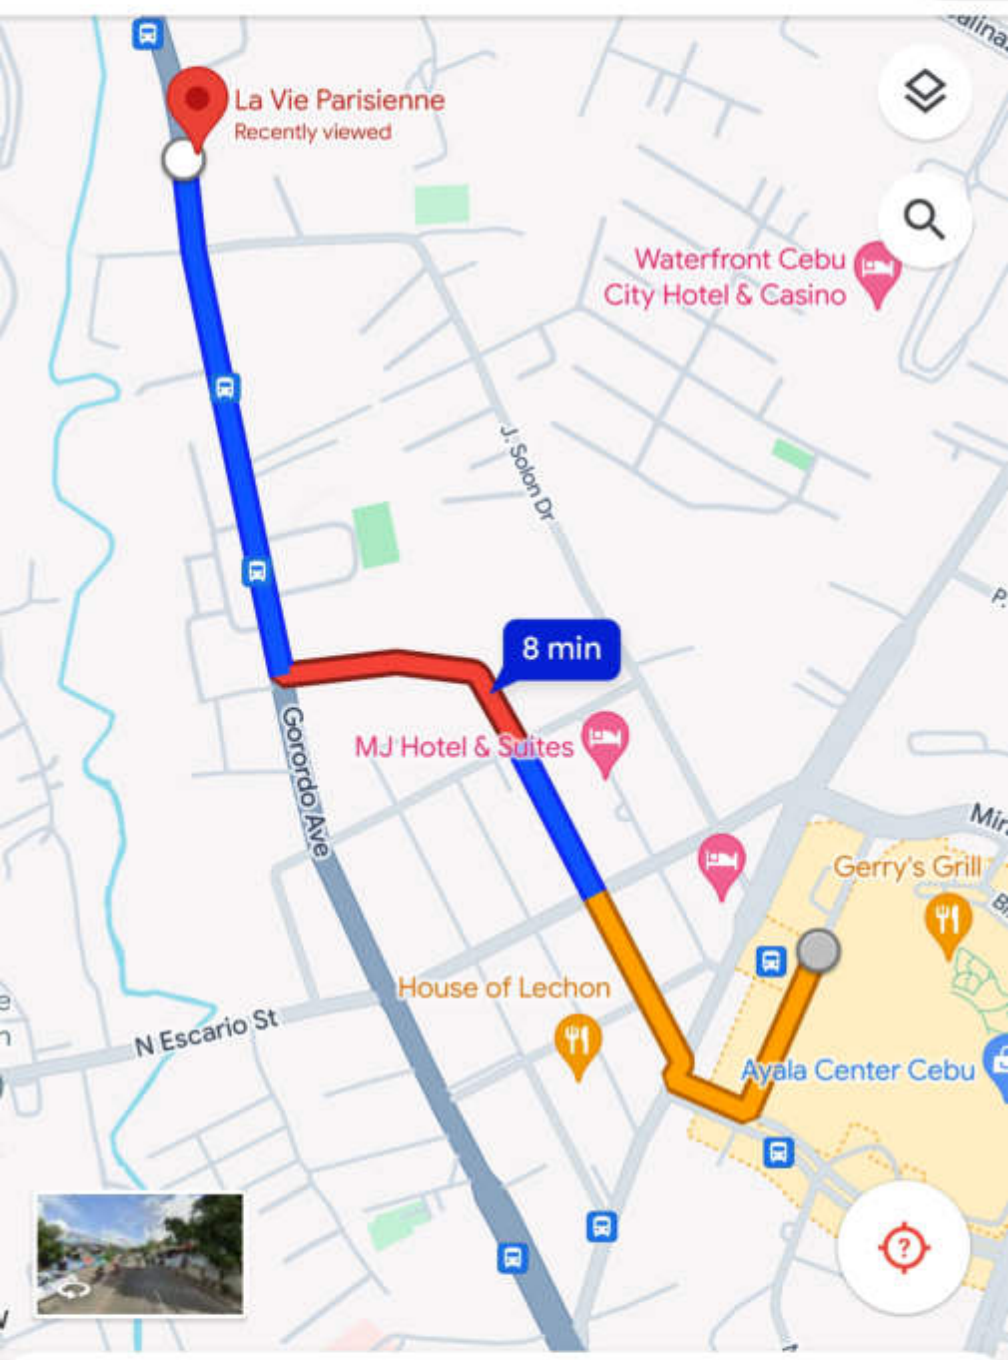 La Vie Parisienne
Recently viewed
Waterfront Cebu
City Hotel & Casino
J. Solon Dr
8 min
MJ Hotel & Suites
Gorordo Ave
Gerry's Grill
House of Lechon
N Escario St
Ayala Center Cebu
?